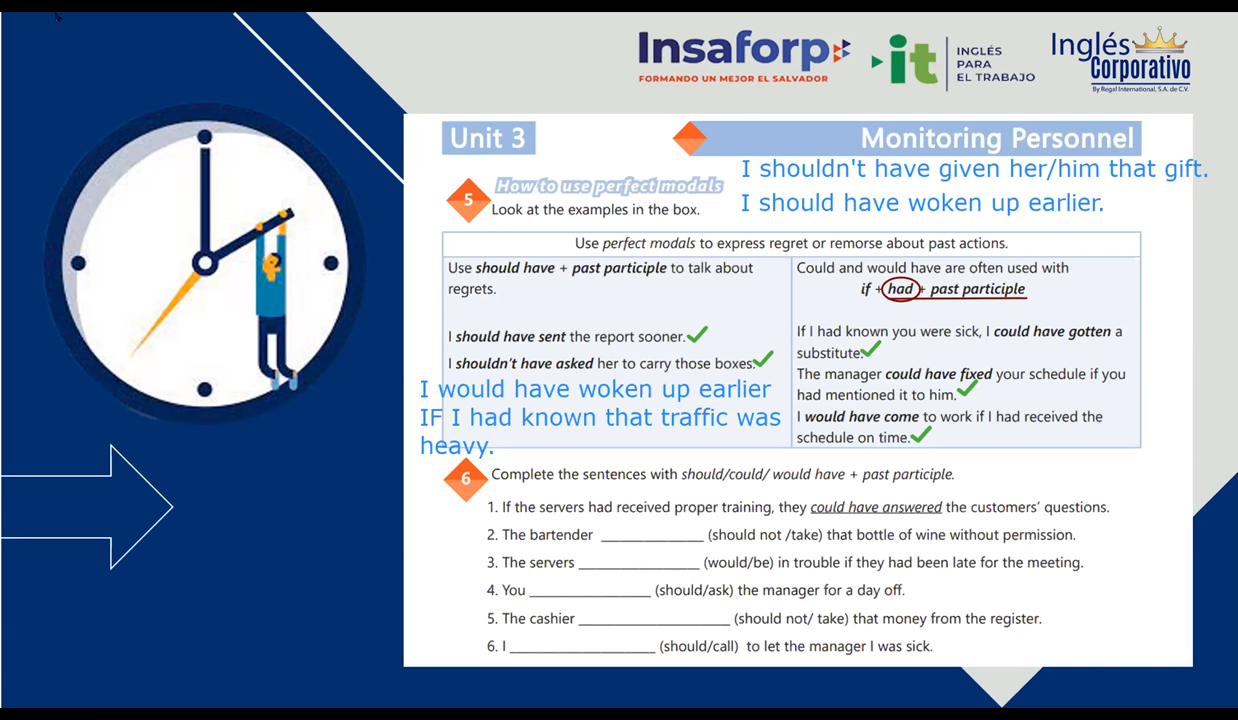 Insaforp
FORMANDO UN MEJOR EL SALVADOR
it
INGLÉS
PARA
EL TRABAJO
Inglés
Corporativo
By Regal International, S.A. de C.V.
Unit 3
Monitoring Personnel
I shouldn't have given her/him that gift.
5
How to use perfect modals
Look at the examples in the box.
I should have woken up earlier.
Use perfect modals to express regret or remorse about past actions.
Use should have + past participle to talk about
regrets.
I should have sent the report sooner.
I shouldn't have asked her to carry those boxes.
I would have woken up earlier
IF I had known that traffic was
heavy.
Could and would have are often used with
if + had + past participle
If I had known you were sick, I could have gotten a
substitute.
The manager could have fixed your schedule if you
had mentioned it to him.
I would have come to work if I had received the
schedule on time.
6
Complete the sentences with should/could/ would have + past participle.
1. If the servers had received proper training, they could have answered the customers' questions.
2. The bartender _____________ (should not /take) that bottle of wine without permission.
3. The servers _______________ (would/be) in trouble if they had been late for the meeting.
4. You _______________ (should/ask) the manager for a day off.
5. The cashier ___________________ (should not/ take) that money from the register.
6. I __________________ (should/call) to let the manager I was sick.